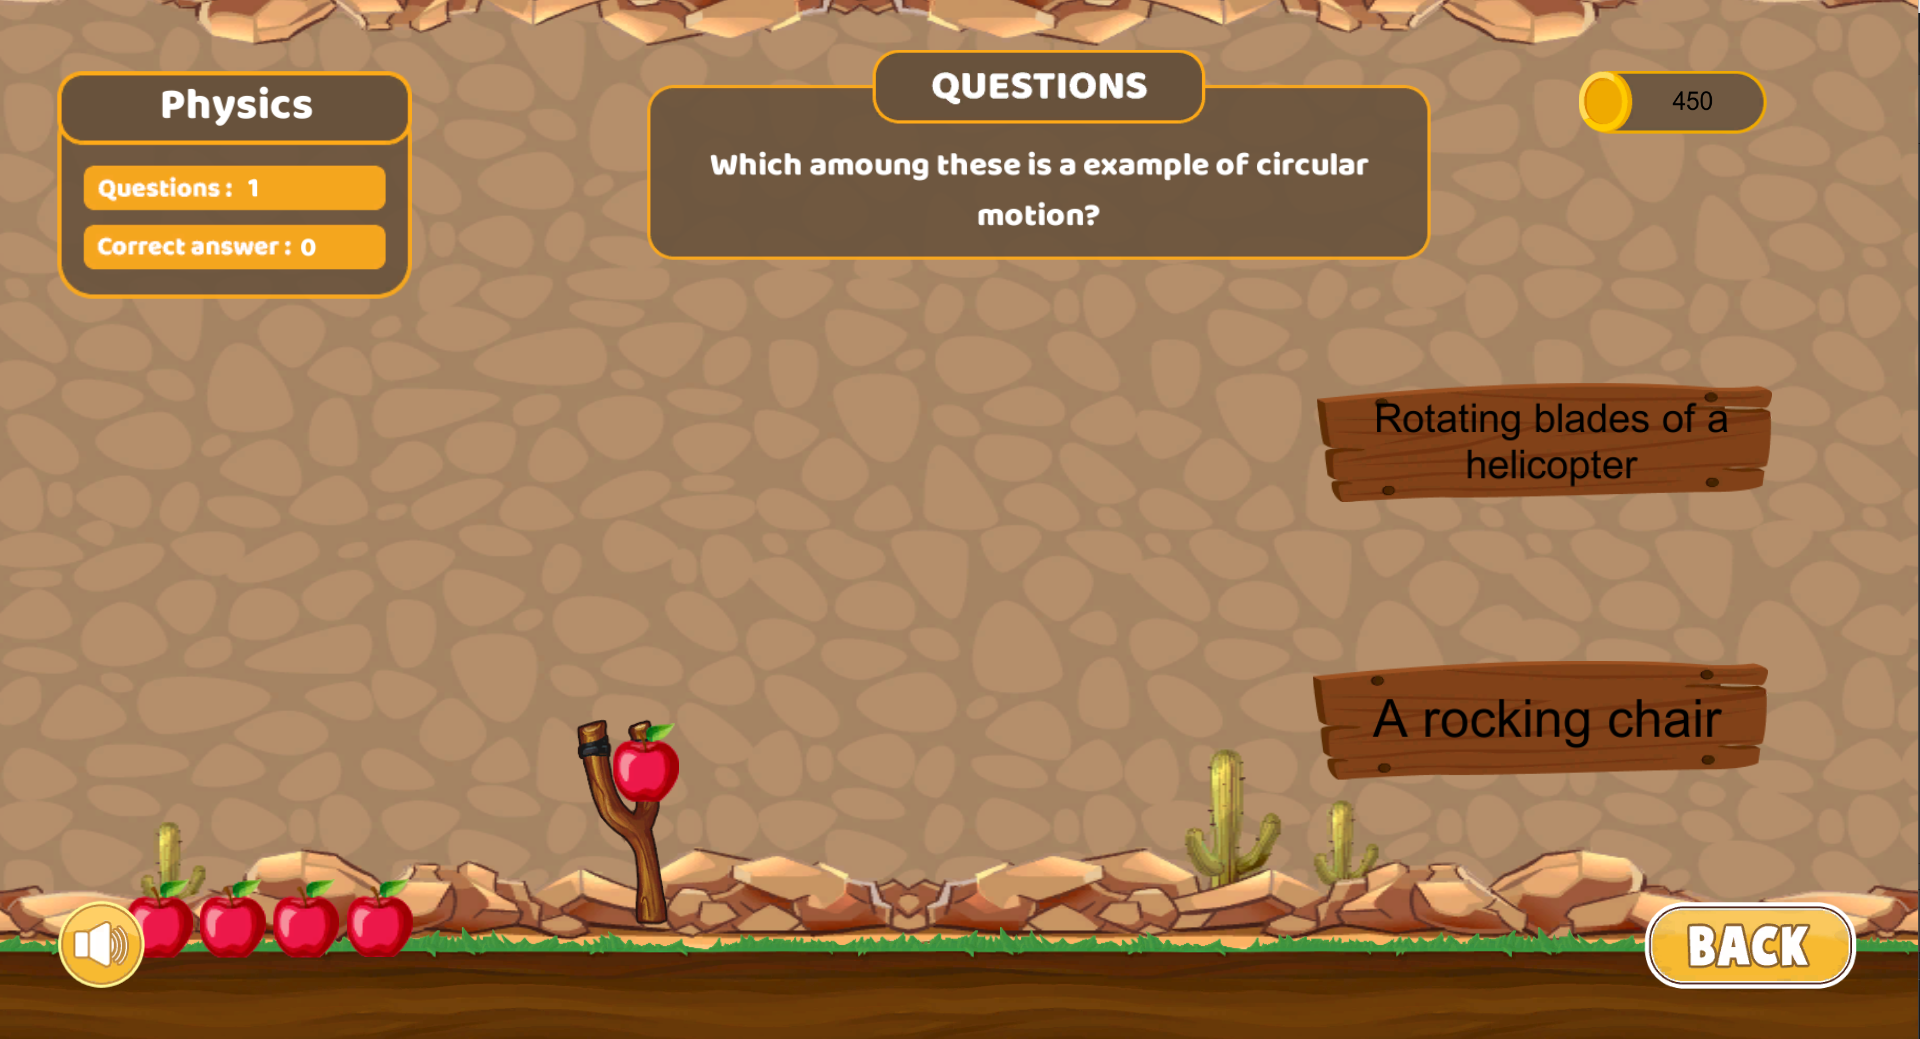 Physics
Questions : 1
Correct answer : 0
QUESTIONS
Which amoung these is a example of circular
motion?
450
Rotating blades of a
helicopter
A rocking chair
BACK